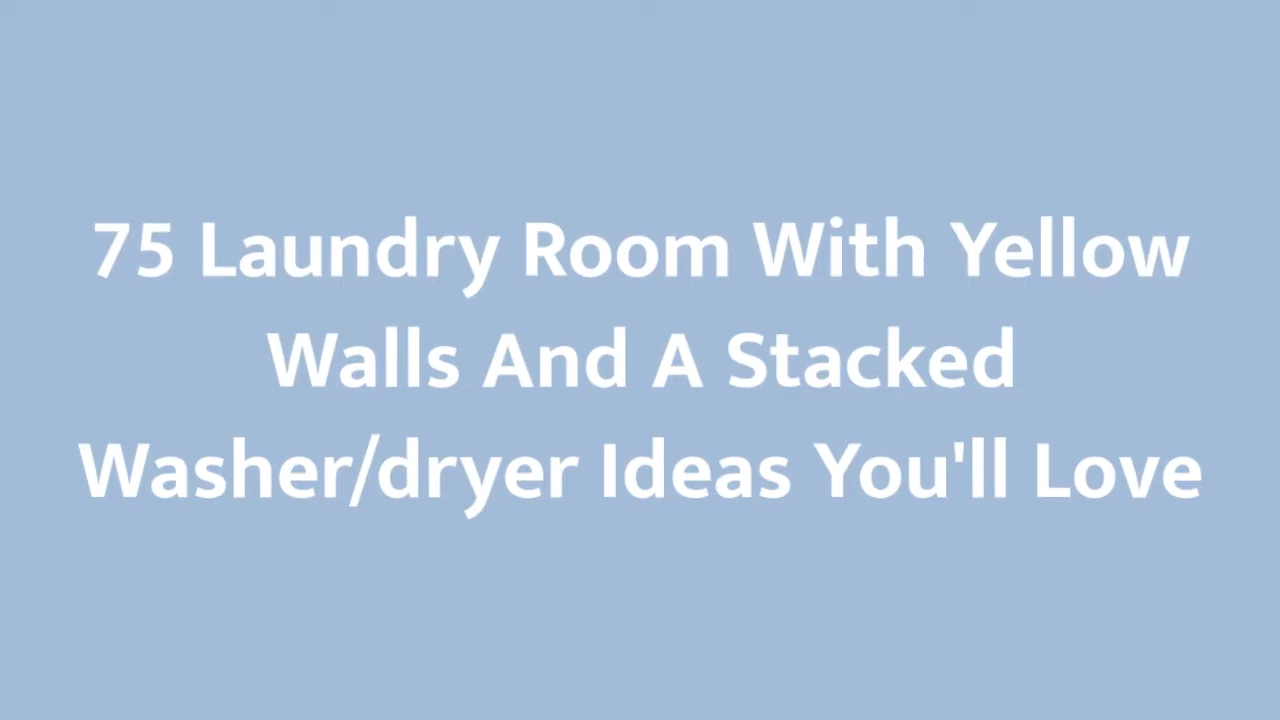 75 Laundry Room With Yellow
Walls And A Stacked
Washer/dryer Ideas You'll Love